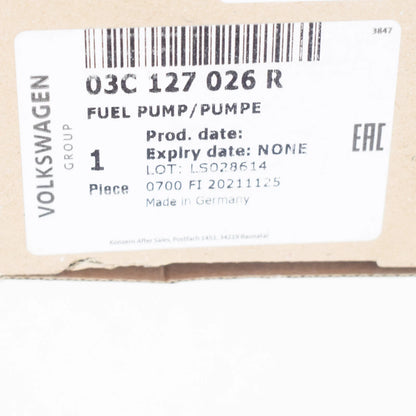 3847
03C 127 026 R
FUEL PUMP/PUMPE
VOLKSWAGEN
GROUP
Prod. date:
1 Expiry date: NONE
LOT: LS028614
Piece 0700 FI 20211125
Made in Germany
EAC
Konzern After Sales, Postfach 1453, 34219 Baunatal